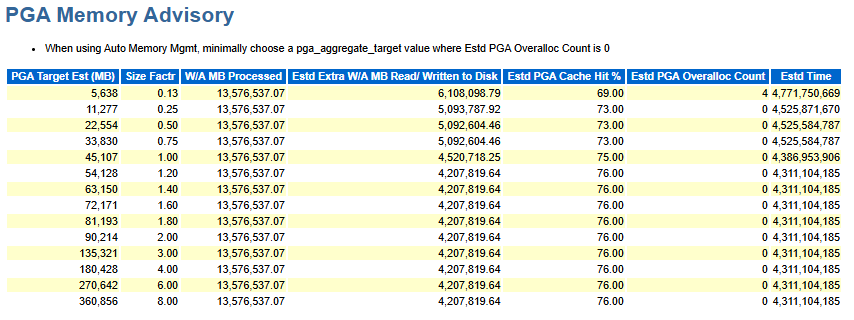 PGA Memory Advisory
When using Auto Memory Mgmt, minimally choose a pga_aggregate_target value where Estd PGA Overalloc Count is 0
PGA Target Est (MB) Size Factr W/A MB Processed Estd Extra W/A MB Read/ Written to Disk Estd PGA Cache Hit % Estd PGA Overalloc Count Estd Time
5,638 0.13 13,576,537.07 6,108,098.79 69.00 4 4,771,750,669
11,277 0.25 13,576,537.07 5,093,787.92 73.00 0 4,525,871,670
22,554 0.50 13,576,537.07 5,092,604.46 73.00 0 4,525,584,787
33,830 0.75 13,576,537.07 5,092,604.46 73.00 0 4,525,584,787
45,107 1.00 13,576,537.07 4,520,718.25 75.00 0 4,386,953,906
54,128 1.20 13,576,537.07 4,207,819.64 76.00 0 4,311,104,185
63,150 1.40 13,576,537.07 4,207,819.64 76.00 0 4,311,104,185
72,171 1.60 13,576,537.07 4,207,819.64 76.00 0 4,311,104,185
81,193 1.80 13,576,537.07 4,207,819.64 76.00 0 4,311,104,185
90,214 2.00 13,576,537.07 4,207,819.64 76.00 0 4,311,104,185
135,321 3.00 13,576,537.07 4,207,819.64 76.00 0 4,311,104,185
180,428 4.00 13,576,537.07 4,207,819.64 76.00 0 4,311,104,185
270,642 6.00 13,576,537.07 4,207,819.64 76.00 0 4,311,104,185
360,856 8.00 13,576,537.07 4,207,819.64 76.00 0 4,311,104,185